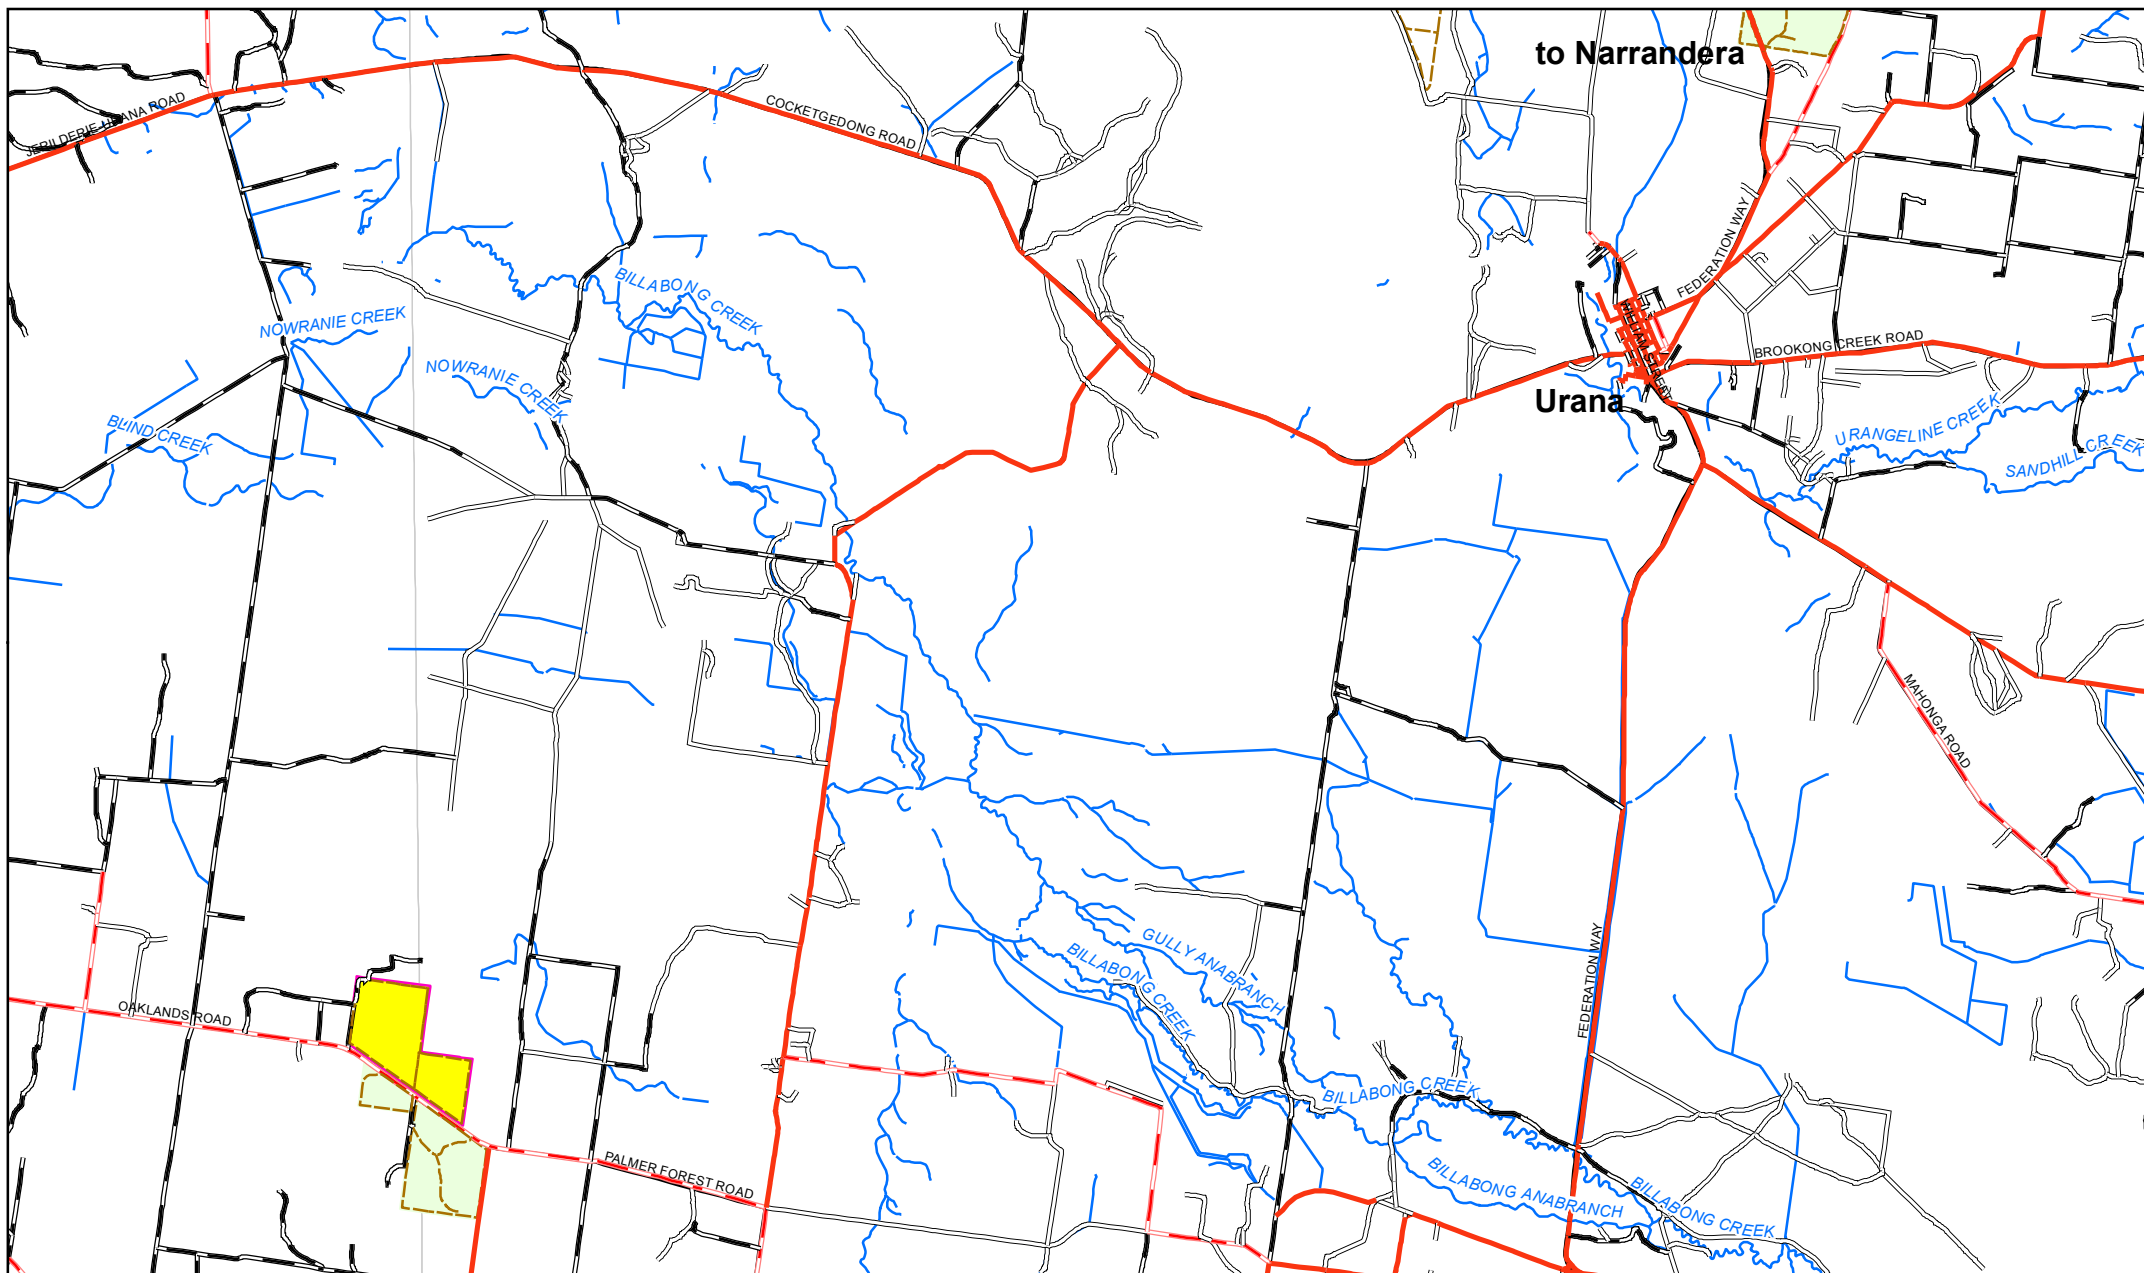 to Narrandera
JERILDERIE URANA ROAD
COCKETGEDONG ROAD
FEDERATION WAY
BILLABONG CREEK
NOWRANIE CREEK
WILLIAM STREET
BROOKONG CREEK ROAD
NOWRANIE CREEK
Urana
BLIND CREEK
URANGELINE CREEK
SANDHILL CREEK
MAHONGA ROAD
GULLY ANABRANCH
BILLABONG CREEK
FEDERATION WAY
OAKLANDS ROAD
BILLABONG CREEK
PALMER FOREST ROAD
BILLABONG ANABRANCH
BILLABONG CREEK